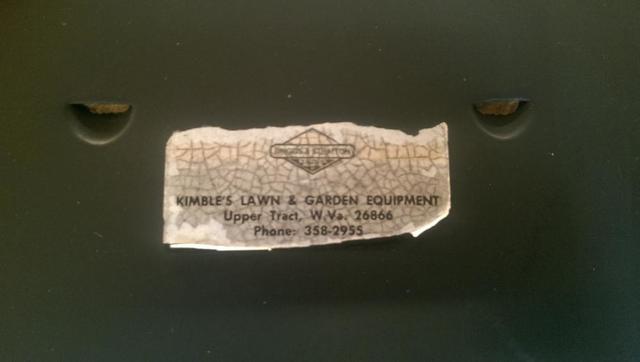 BRIGGS & STRATTON
KIMBLE'S LAWN & GARDEN EQUIPMENT
Upper Tract, W.Va. 26866
Phone: 358-2955